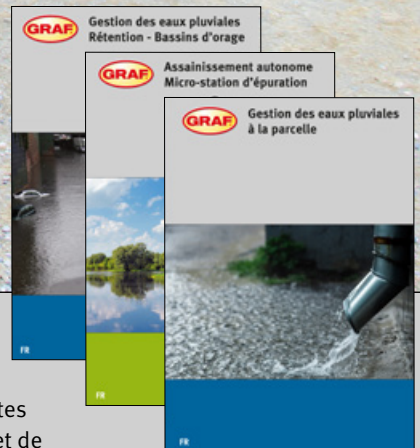 GRAF
Gestion des eaux pluviales
Rétention - Bassins d'orage
GRAF
Assainissement autonome
Micro-station d'épuration
GRAF
Gestion des eaux pluviales
à la parcelle
FR
FR
FR
et de